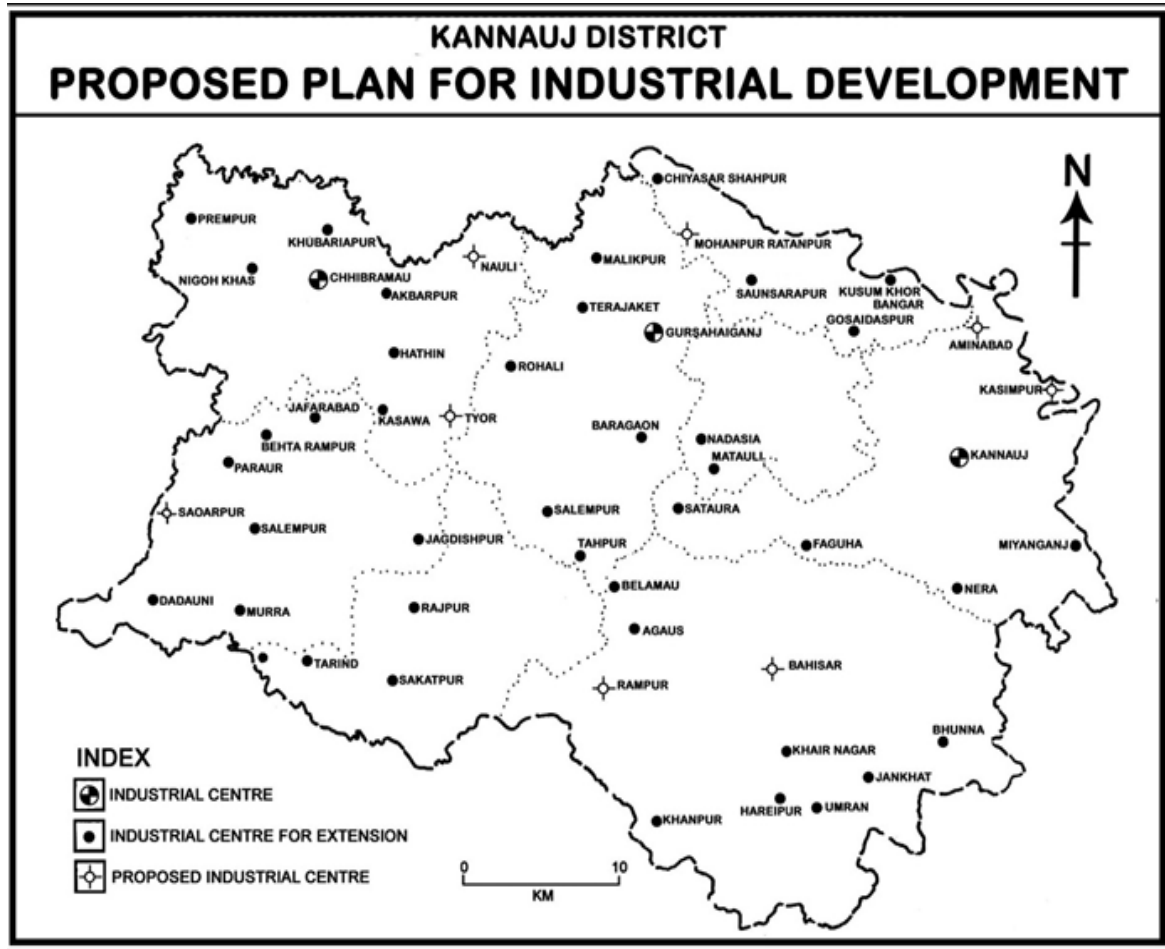 KANNAUJ DISTRICT
PROPOSED PLAN FOR INDUSTRIAL DEVELOPMENT
N
CHIYASAR SHAHPUR
PREMPUR
KHUBARIAPUR
MOHANPUR RATANPUR
NAULI
MALIKPUR
NIGOH KHAS
CHHIBRAMAU
AKBARPUR
SAUNSARAPUR
KUSUM KHOR
BANGAR
TERAJAKET
GOSAIDASPUR
GURSAHAIGANJ
AMINABAD
HATHIN
ROHALI
KASIMPUR
JAFARABAD
KASAWA
TYOR
BARAGAON
BEHTA RAMPUR
NADASIA
MATAULI
KANNAUJ
PARAUR
SAOARPUR
SALEMPUR
SALEMPUR
SATAURA
JAGDISHPUR
TAHPUR
FAGUHA
MIYANGANJ
BELAMAU
NERA
DADAUNI
MURRA
RAJPUR
AGAUS
TARIND
BAHISAR
SAKATPUR
RAMPUR
BHUNNA
KHAIR NAGAR
JANKHAT
HAREIPUR
UMRAN
KHANPUR
INDEX
INDUSTRIAL CENTRE
INDUSTRIAL CENTRE FOR EXTENSION
PROPOSED INDUSTRIAL CENTRE
0 10
KM